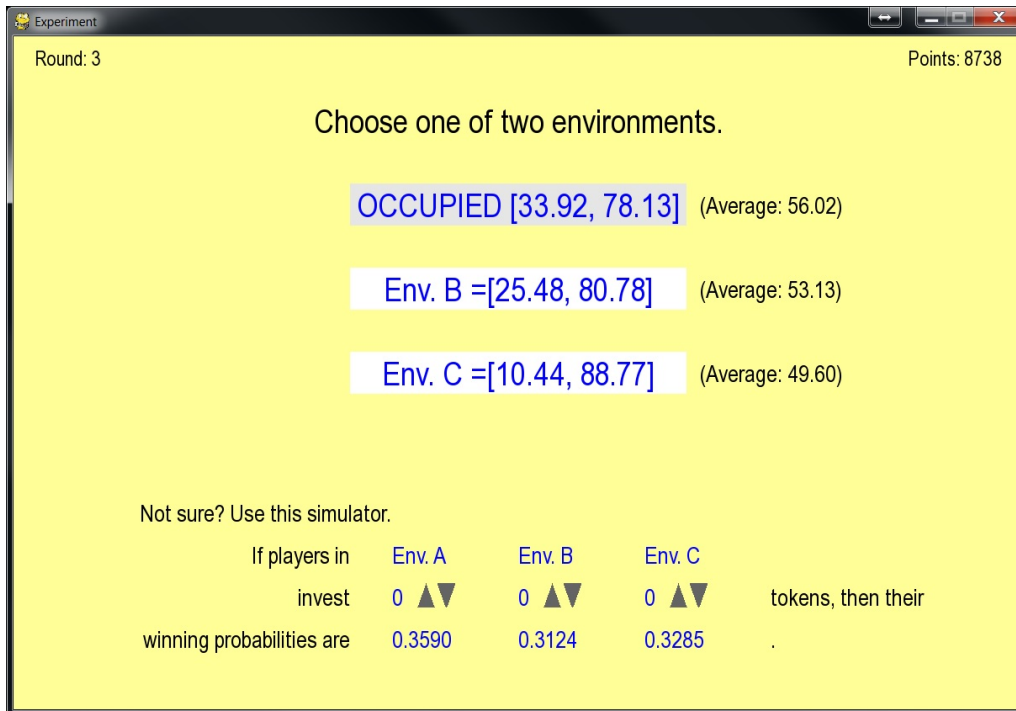 Experiment
Round: 3 Points: 8738
Choose one of two environments.
OCCUPIED [33.92, 78.13] (Average: 56.02)
Env. B =[25.48, 80.78] (Average: 53.13)
Env. C =[10.44, 88.77] (Average: 49.60)
Not sure? Use this simulator.
If players in Env. A Env. B Env. C
invest 0 0 0 tokens, then their
winning probabilities are 0.3590 0.3124 0.3285 .